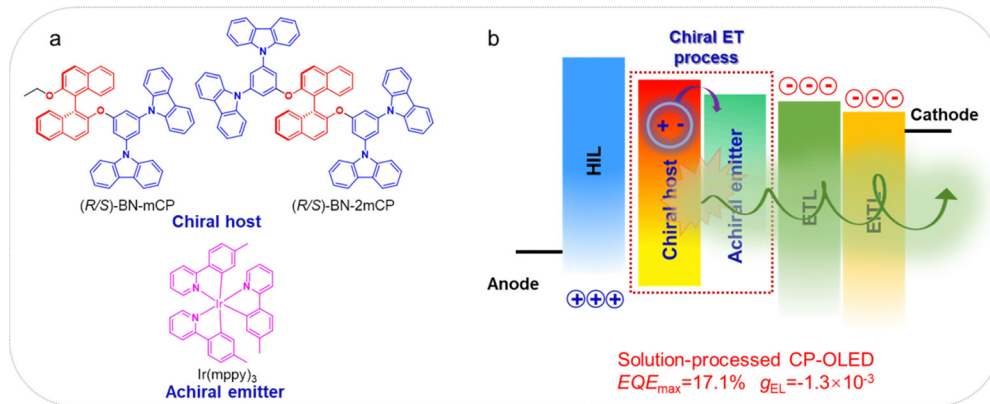 a
b
Chiral ET
process
N
N
N
O
O
O
N
N
N
(R/S)-BN-mCP
(R/S)-BN-2mCP
Chiral host
N
N
Ir
N
Ir(mppy)₃
Achiral emitter
HIL
+ -
Chiral host
Achiral emitter
ETL
Cathode
Anode
+++
- - -
- - -
Solution-processed CP-OLED
EQEmax=17.1% gEL=-1.3×10⁻³